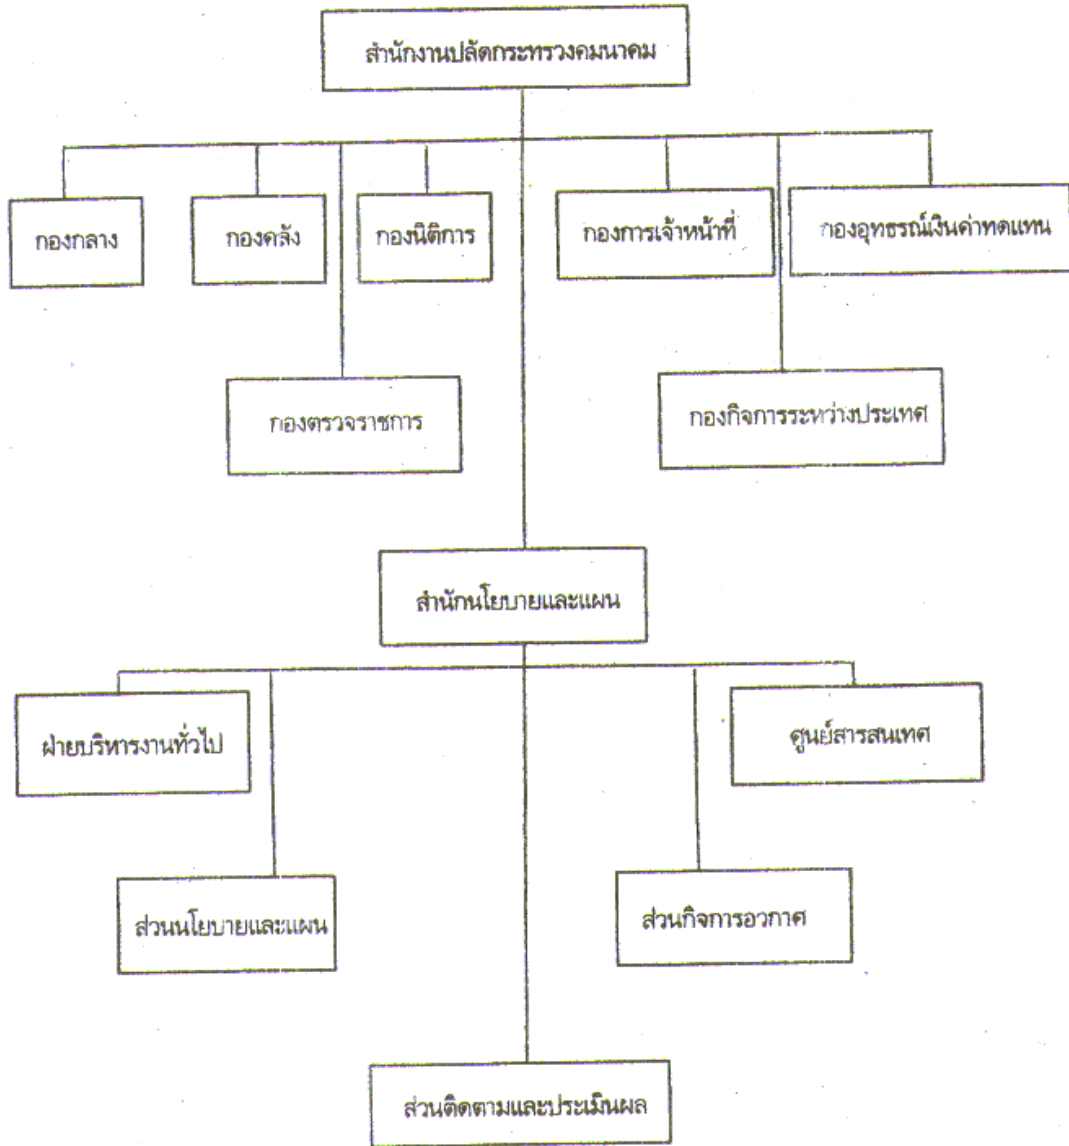 สำนักงานปลัดกระทรวงคมนาคม
กองกลาง
กองคลัง
กองนิติการ
กองการเจ้าหน้าที่
กองอุทธรณ์เงินค่าทดแทน
กองตรวจราชการ
กองกิจการระหว่างประเทศ
สำนักนโยบายและแผน
ฝ่ายบริหารงานทั่วไป
ศูนย์สารสนเทศ
ส่วนนโยบายและแผน
ส่วนกิจการอวกาศ
ส่วนติดตามและประเมินผล